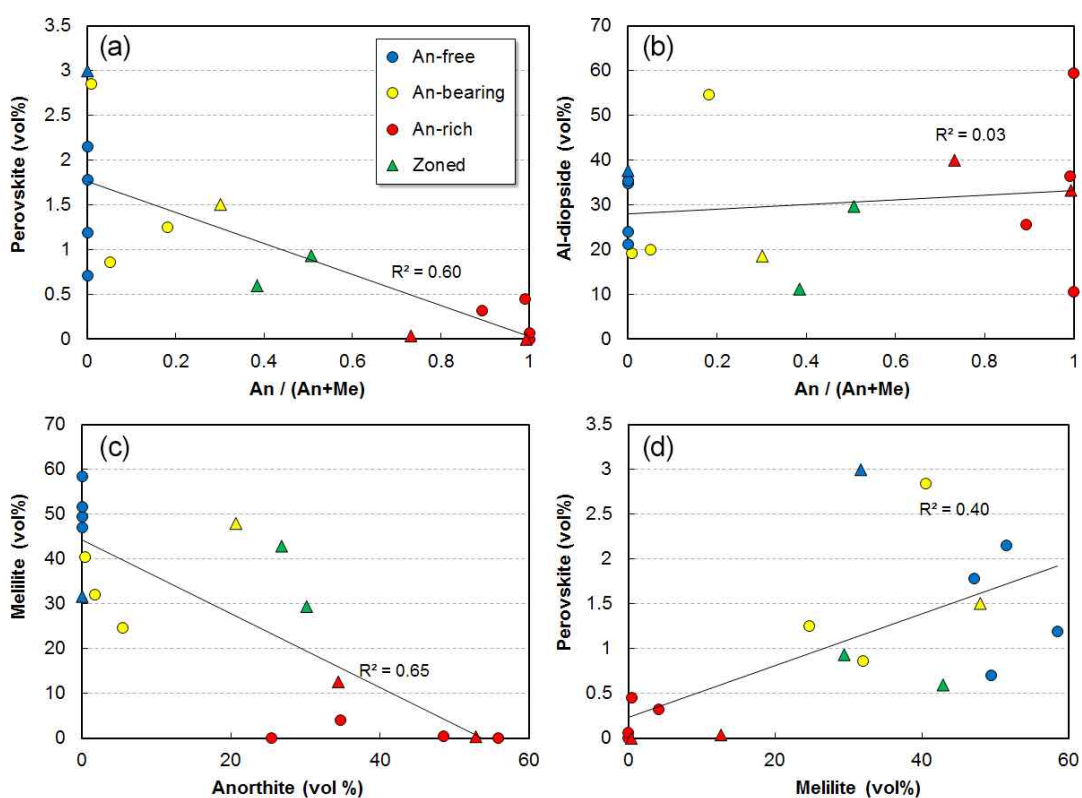 (a)
Perovskite (vol%)
3.5
3
2.5
2
1.5
1
0.5
0
An-free
An-bearing
An-rich
Zoned
R² = 0.60
0 0.2 0.4 0.6 0.8 1
An / (An+Me)
(b)
Al-diopside (vol%)
70
60
50
40
30
20
10
0
R² = 0.03
0 0.2 0.4 0.6 0.8 1
An / (An+Me)
(c)
Melilite (vol%)
70
60
50
40
30
20
10
0
R² = 0.65
0 20 40 60
Anorthite (vol %)
(d)
Perovskite (vol%)
3.5
3
2.5
2
1.5
1
0.5
0
R² = 0.40
0 20 40 60
Melilite (vol%)